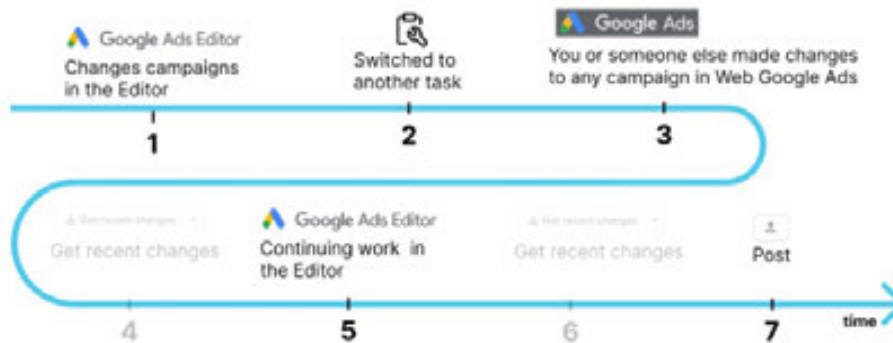 Google Ads Editor
Changes campaigns
in the Editor
1
Switched to
another task
2
Google Ads
You or someone else made changes
to any campaign in Web Google Ads
3
Get recent changes
Get recent changes
4
Google Ads Editor
Continuing work in
the Editor
5
Get recent changes
Get recent changes
6
Post
7
time